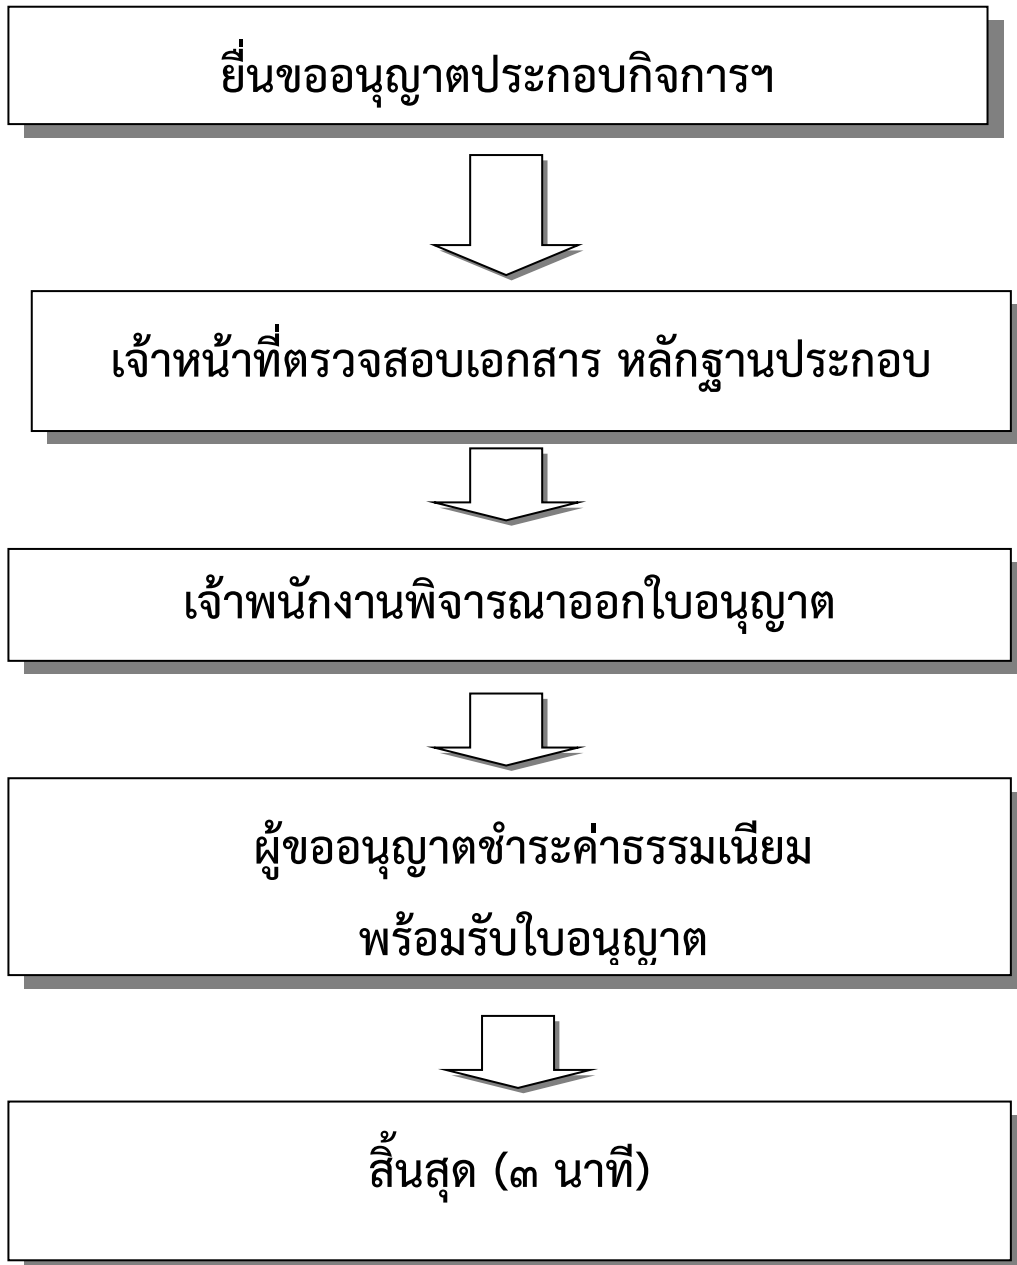 ยื่นขออนุญาตประกอบกิจการฯ
เจ้าหน้าที่ตรวจสอบเอกสาร หลักฐานประกอบ
เจ้าพนักงานพิจารณาออกใบอนุญาต
ผู้ขออนุญาตชำระค่าธรรมเนียม
พร้อมรับใบอนุญาต
สิ้นสุด (๓ นาที)